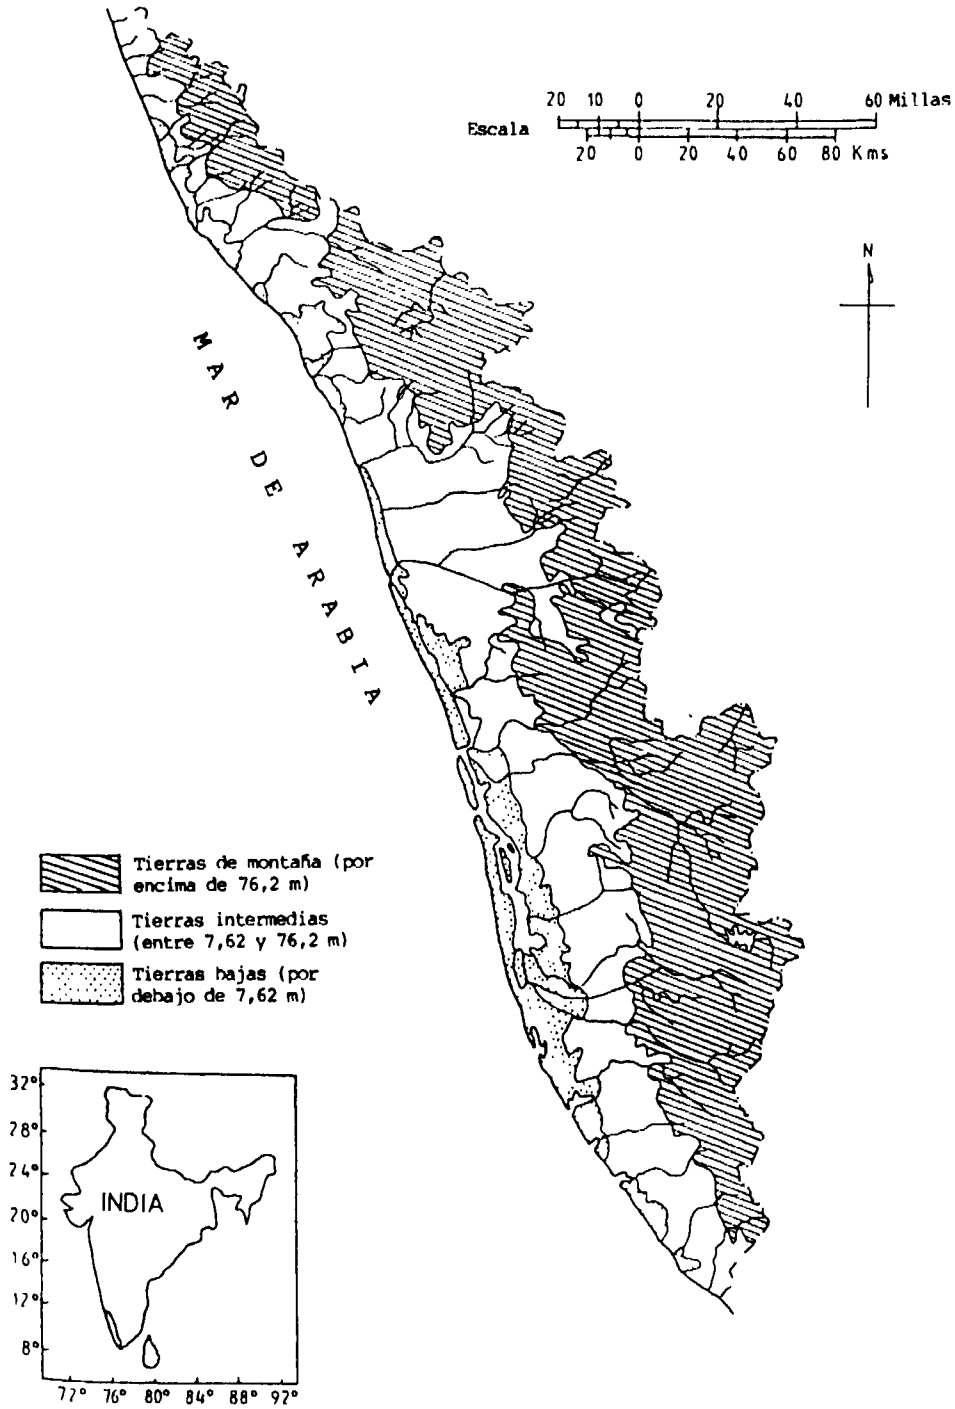 20 10 0 20 40 60 Millas
Escala
20 0 20 40 60 80 Kms
N
MAR DE ARABIA
Tierras de montaña (por
encima de 76,2 m)
Tierras intermedias
(entre 7,62 y 76,2 m)
Tierras bajas (por
debajo de 7,62 m)
32°
28°
24°
20°
16°
12°
8°
INDIA
72° 76° 80° 84° 88° 92°